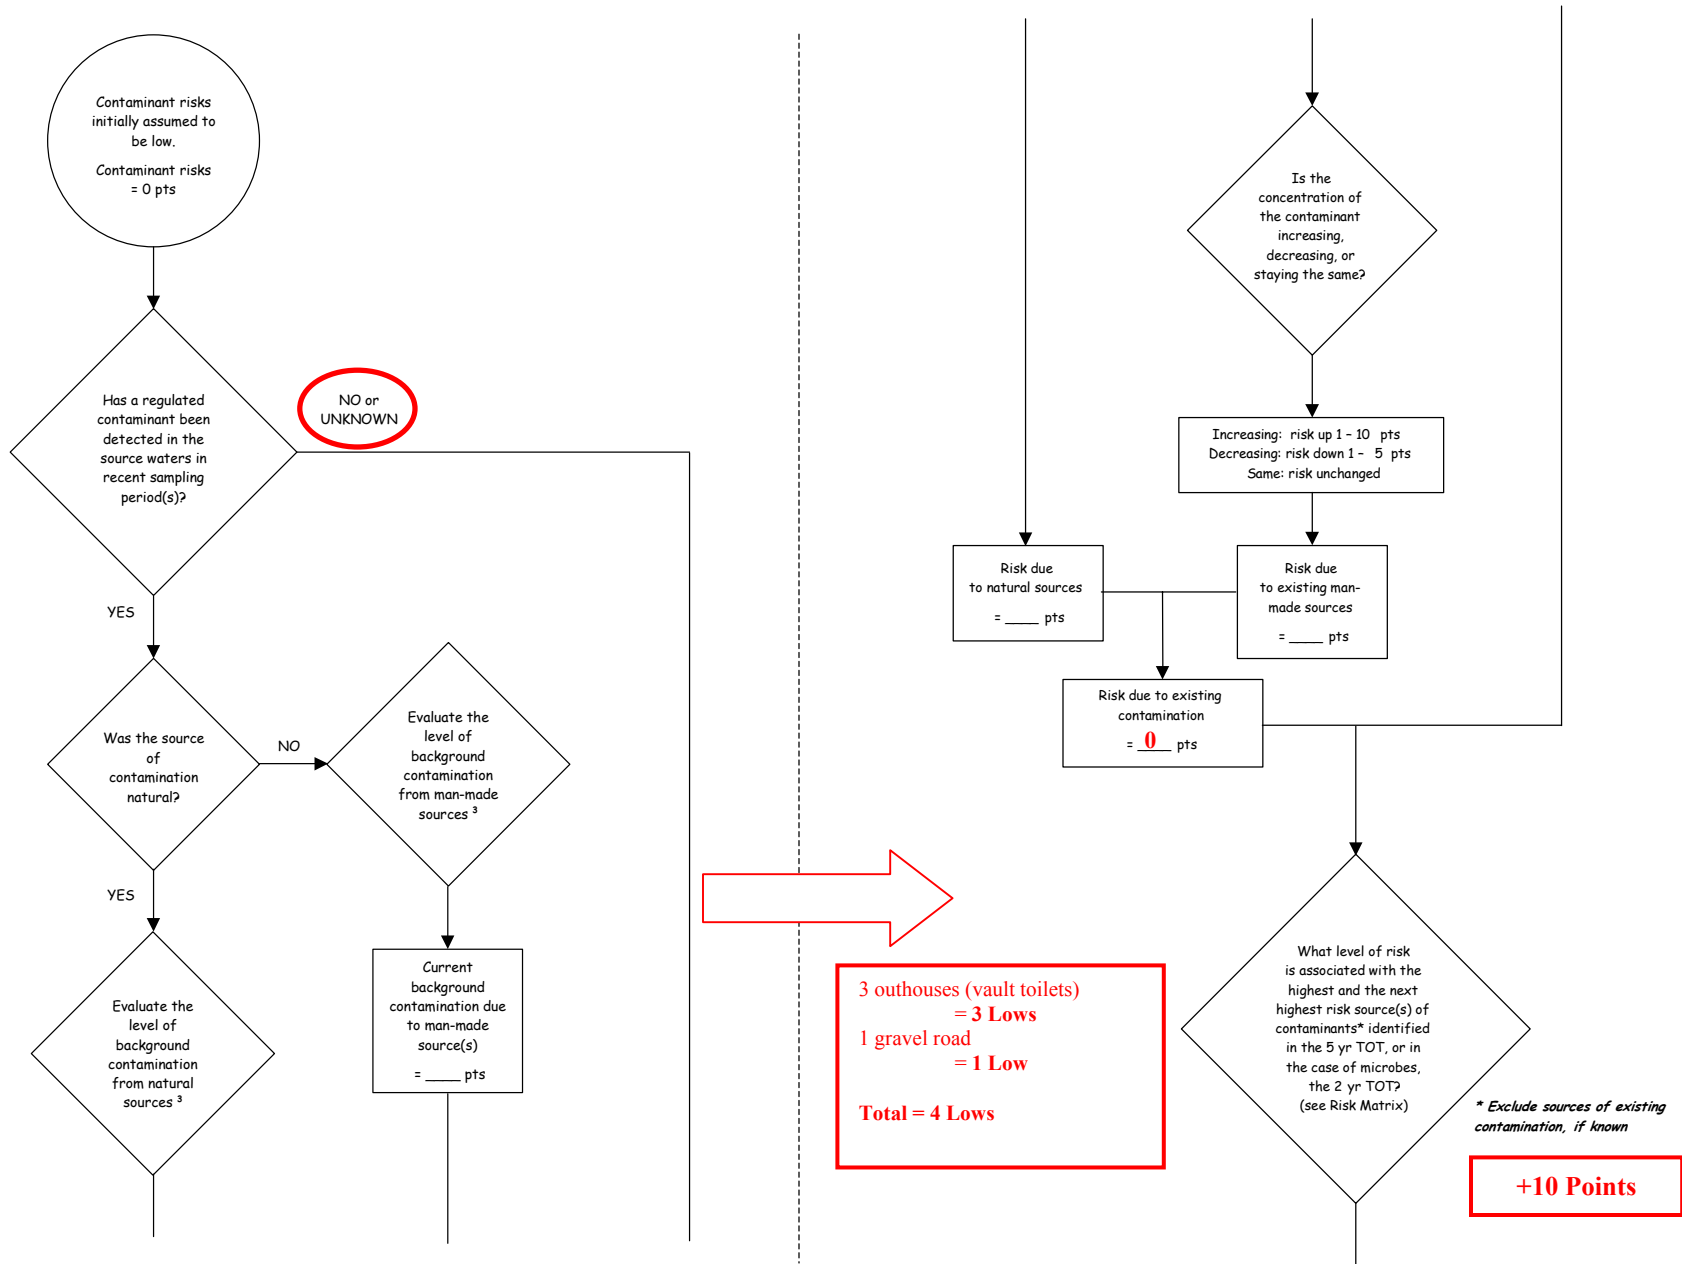 Contaminant risks
initially assumed to
be low.
Contaminant risks
= 0 pts
Has a regulated
contaminant been
detected in the
source waters in
recent sampling
period(s)?
NO or
UNKNOWN
YES
Was the source
of
contamination
natural?
NO
Evaluate the
level of
background
contamination
from man-made
sources ³
YES
Evaluate the
level of
background
contamination
from natural
sources ³
Current
background
contamination due
to man-made
source(s)
= ____ pts
Is the
concentration of
the contaminant
increasing,
decreasing, or
staying the same?
Increasing: risk up 1 – 10 pts
Decreasing: risk down 1 – 5 pts
Same: risk unchanged
Risk due
to natural sources
= ____ pts
Risk due
to existing man-
made sources
= ____ pts
Risk due to existing
contamination
= 0 pts
3 outhouses (vault toilets)
= 3 Lows
1 gravel road
= 1 Low
Total = 4 Lows
What level of risk
is associated with the
highest and the next
highest risk source(s) of
contaminants* identified
in the 5 yr TOT, or in
the case of microbes,
the 2 yr TOT?
(see Risk Matrix)
* Exclude sources of existing
contamination, if known
+10 Points